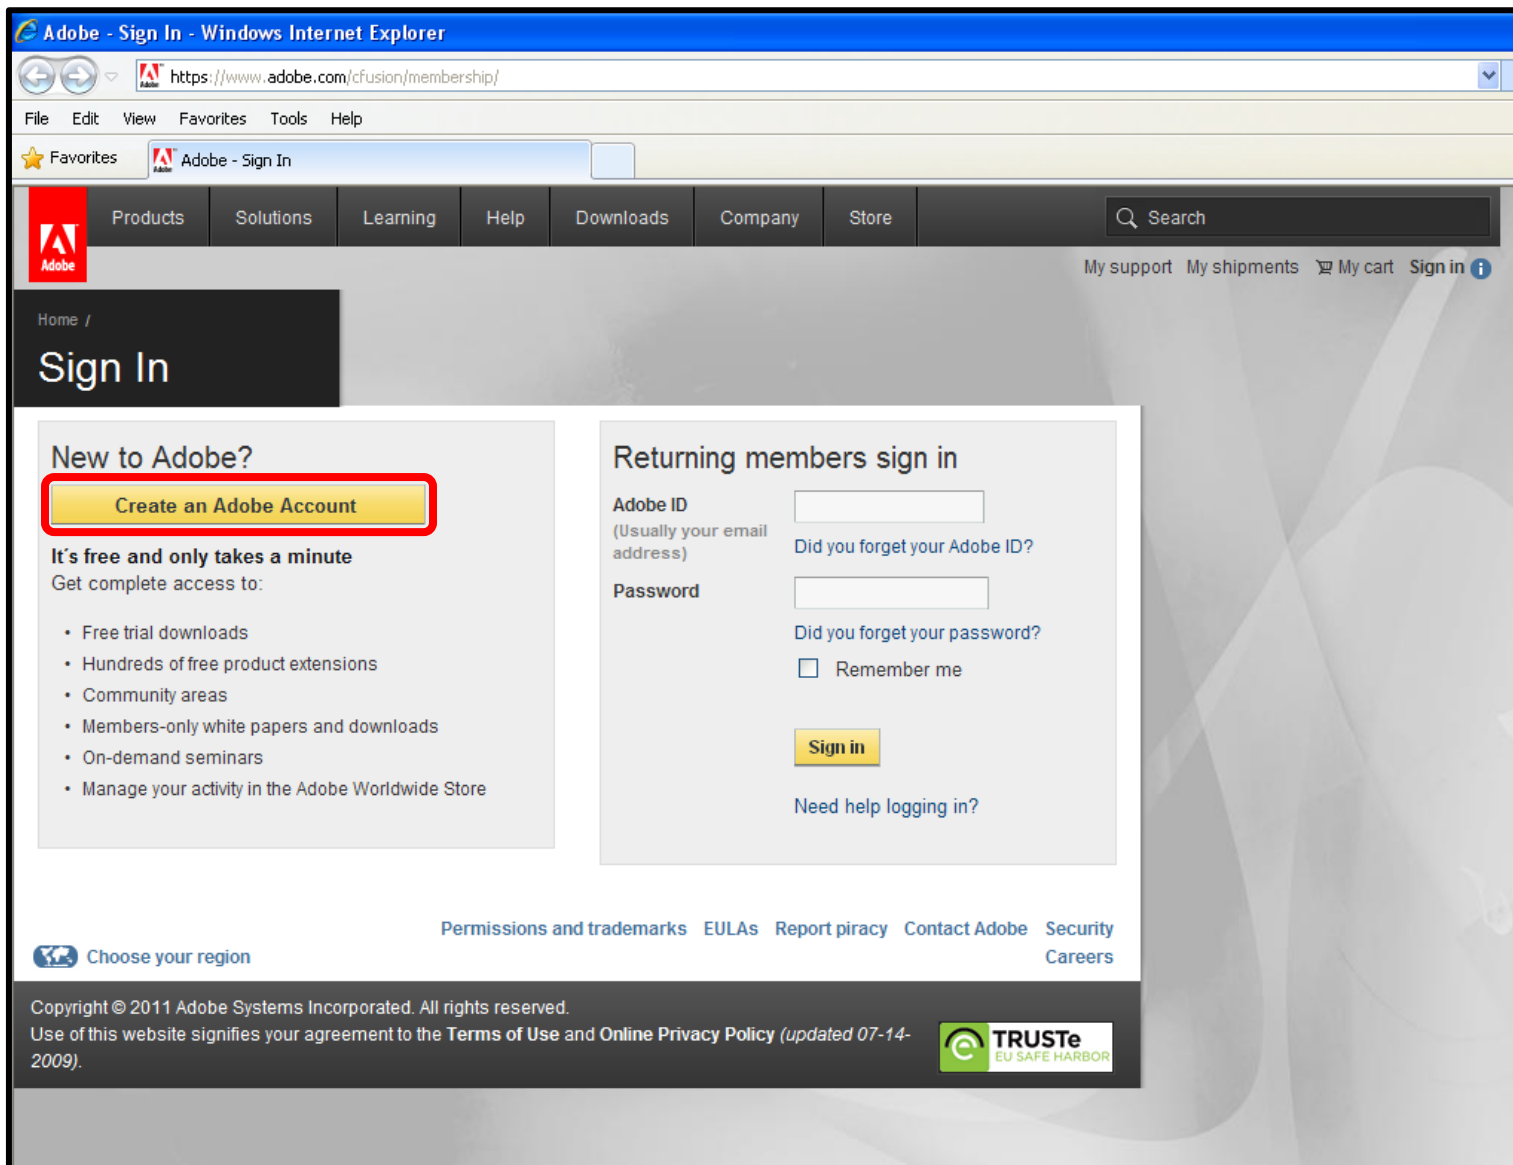 Adobe - Sign In - Windows Internet Explorer
https://www.adobe.com/cfusion/membership/
File Edit View Favorites Tools Help
Favorites Adobe - Sign In
Products Solutions Learning Help Downloads Company Store Search
Adobe
My support My shipments My cart Sign in
Home /
Sign In
New to Adobe?
Create an Adobe Account
It´s free and only takes a minute
Get complete access to:
• Free trial downloads
• Hundreds of free product extensions
• Community areas
• Members-only white papers and downloads
• On-demand seminars
• Manage your activity in the Adobe Worldwide Store
Returning members sign in
Adobe ID
(Usually your email
address)
Did you forget your Adobe ID?
Password
Did you forget your password?
Remember me
Sign in
Need help logging in?
Permissions and trademarks EULAs Report piracy Contact Adobe Security
Choose your region Careers
Copyright © 2011 Adobe Systems Incorporated. All rights reserved.
Use of this website signifies your agreement to the Terms of Use and Online Privacy Policy (updated 07-14-
2009).
TRUSTe
EU SAFE HARBOR